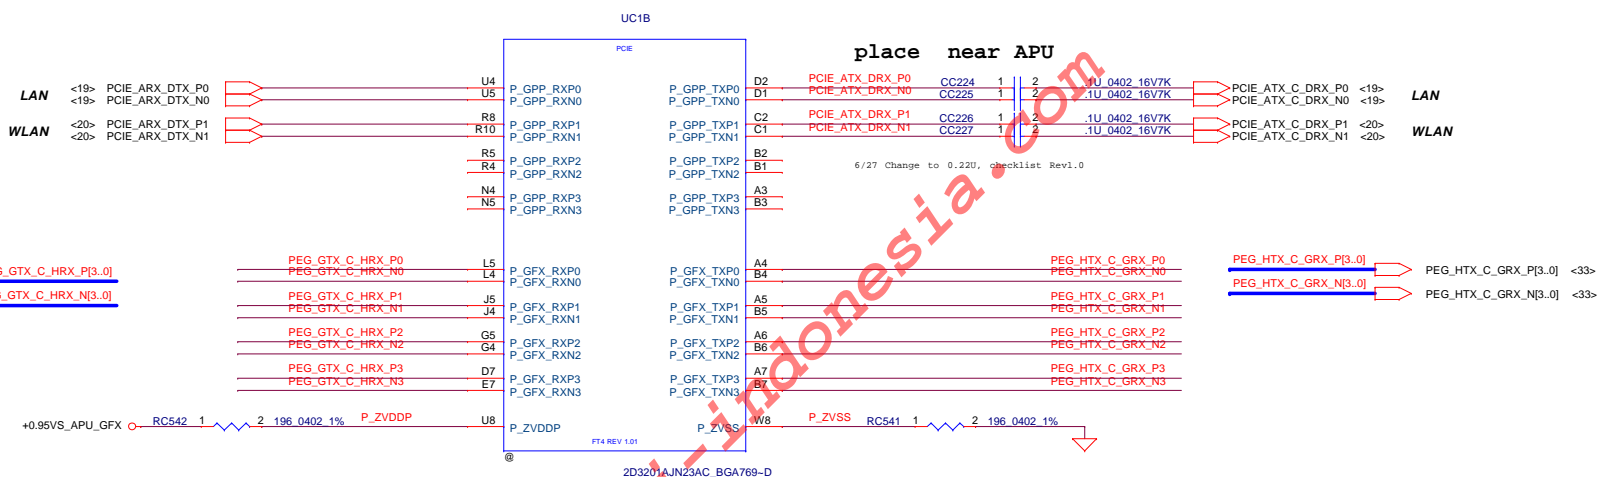 UC1B
PCIE
place near APU
LAN
<19> PCIE_ARX_DTX_P0
<19> PCIE_ARX_DTX_N0
WLAN
<20> PCIE_ARX_DTX_P1
<20> PCIE_ARX_DTX_N1
U4 P_GPP_RXP0
U5 P_GPP_RXN0
R8 P_GPP_RXP1
R10 P_GPP_RXN1
R5 P_GPP_RXP2
R4 P_GPP_RXN2
N4 P_GPP_RXP3
N5 P_GPP_RXN3
P_GPP_TXP0 D2 PCIE_ATX_DRX_P0 CC224 1 2 .1U_0402_16V7K PCIE_ATX_C_DRX_P0 <19>
P_GPP_TXN0 D1 PCIE_ATX_DRX_N0 CC225 1 2 .1U_0402_16V7K PCIE_ATX_C_DRX_N0 <19>
LAN
P_GPP_TXP1 C2 PCIE_ATX_DRX_P1 CC226 1 2 .1U_0402_16V7K PCIE_ATX_C_DRX_P1 <20>
P_GPP_TXN1 C1 PCIE_ATX_DRX_N1 CC227 1 2 .1U_0402_16V7K PCIE_ATX_C_DRX_N1 <20>
WLAN
P_GPP_TXP2 B2
P_GPP_TXN2 B1
6/27 Change to 0.22U, checklist Rev1.0
P_GPP_TXP3 A3
P_GPP_TXN3 B3
G_GTX_C_HRX_P[3..0]
G_GTX_C_HRX_N[3..0]
PEG_GTX_C_HRX_P0 L5 P_GFX_RXP0
PEG_GTX_C_HRX_N0 L4 P_GFX_RXN0
PEG_GTX_C_HRX_P1 J5 P_GFX_RXP1
PEG_GTX_C_HRX_N1 J4 P_GFX_RXN1
PEG_GTX_C_HRX_P2 G5 P_GFX_RXP2
PEG_GTX_C_HRX_N2 G4 P_GFX_RXN2
PEG_GTX_C_HRX_P3 D7 P_GFX_RXP3
PEG_GTX_C_HRX_N3 E7 P_GFX_RXN3
P_GFX_TXP0 A4 PEG_HTX_C_GRX_P0
P_GFX_TXN0 B4 PEG_HTX_C_GRX_N0
P_GFX_TXP1 A5 PEG_HTX_C_GRX_P1
P_GFX_TXN1 B5 PEG_HTX_C_GRX_N1
P_GFX_TXP2 A6 PEG_HTX_C_GRX_P2
P_GFX_TXN2 B6 PEG_HTX_C_GRX_N2
P_GFX_TXP3 A7 PEG_HTX_C_GRX_P3
P_GFX_TXN3 B7 PEG_HTX_C_GRX_N3
PEG_HTX_C_GRX_P[3..0] PEG_HTX_C_GRX_P[3..0] <33>
PEG_HTX_C_GRX_N[3..0] PEG_HTX_C_GRX_N[3..0] <33>
+0.95VS_APU_GFX RC542 1 2 196_0402_1% P_ZVDDP U8 P_ZVDDP
P_ZVSS W8 P_ZVSS RC541 1 2 196_0402_1%
FT4 REV 1.01
@
2D3201AJN23AC_BGA769~D
i-indonesia.com